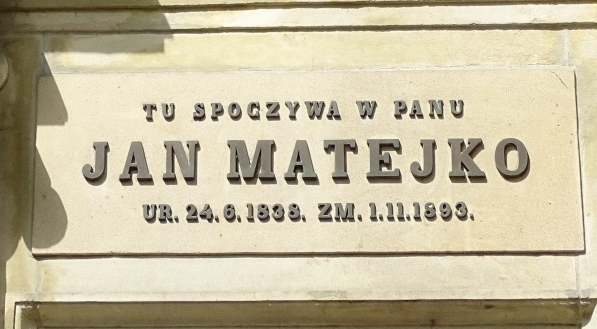 TU SPOCZYWA W PANU
JAN MATEJKO
UR. 24.6.1838. ZM. 1.11.1893.